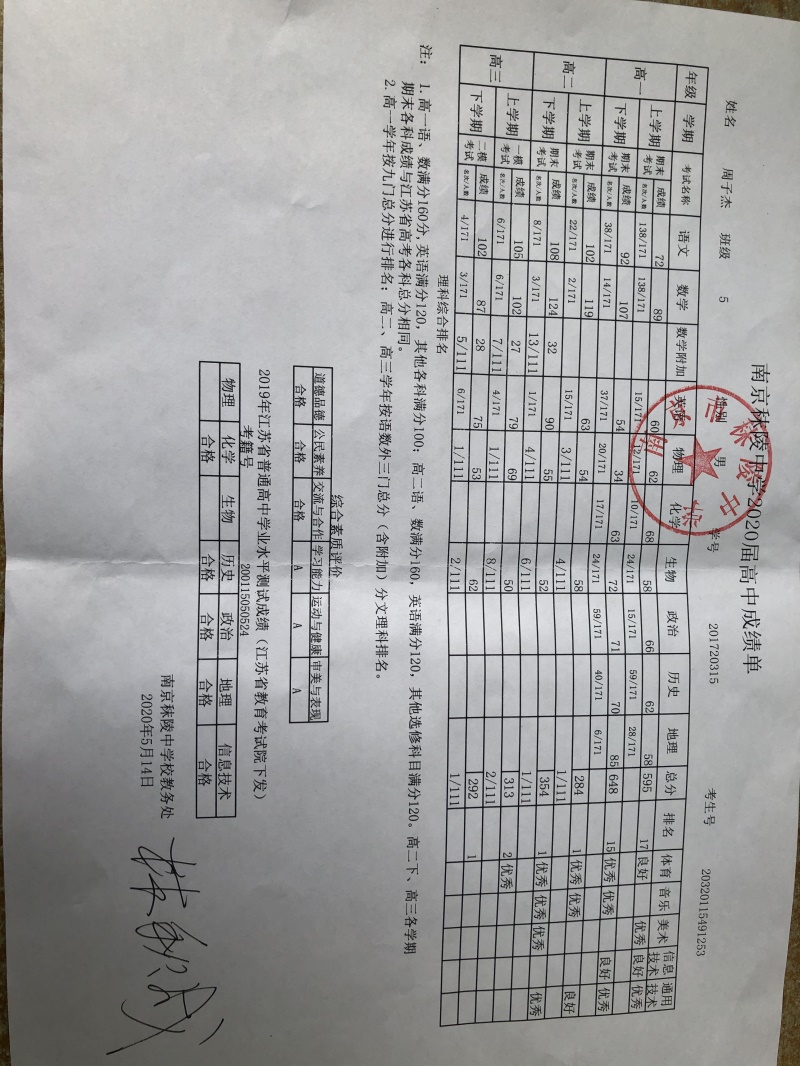 南京秣陵中学2020届高中成绩单
姓名 周子杰 班级 5 性别 男 学号 201720315 考生号 20320115491253
年级 学期 考试名称 语文 数学 数学附加 英语 物理 化学 生物 政治 历史 地理 总分 排名 体育 音乐 美术 信息技术 通用技术
高一 上学期 期末考试 成绩 72 89 60 62 68 58 66 62 58 595 17 良好 优秀 良好 优秀
名次/人数 138/171 138/171 15/171 12/171 10/171 24/171 15/171 59/171 28/171
下学期 期末考试 成绩 92 107 54 34 63 72 71 70 85 648 15 优秀 优秀 良好 优秀
名次/人数 38/171 14/171 37/171 20/171 17/171 24/171 59/171 40/171 6/171
高二 上学期 期末考试 成绩 102 119 63 54 58 284 1 优秀 优秀 良好
名次/人数 22/171 2/171 15/171 3/111 4/111 1/111
下学期 期末考试 成绩 108 124 32 90 55 52 354 1 优秀 优秀 优秀 优秀
名次/人数 8/171 3/171 13/111 1/171 4/111 6/111 1/111
高三 上学期 一模考试 成绩 105 102 27 79 69 50 313 2 优秀
名次/人数 6/171 6/171 7/111 4/171 1/111 8/111 2/111
下学期 二模考试 成绩 102 87 28 75 53 62 292 1
名次/人数 4/171 3/171 5/111 6/171 1/111 2/111 1/111
理科综合排名
注: 1. 高一语、数满分160分,英语满分120,其他各科满分100;高二语、数满分160,英语满分120,其他选修科目满分120。高二下、高三各学期
期末各科成绩与江苏省高考各科总分相同。
2. 高一学年按九门总分进行排名;高二、高三学年按语数外三门总分(含附加)分文理科排名。
综合素质评价
道德品德 公民素养 交流与合作 学习能力 运动与健康 审美与表现
合格 合格 合格 A A A
2019年江苏省普通高中学业水平测试成绩(江苏省教育考试院下发)
考籍号 200115050524
物理 化学 生物 历史 政治 地理 信息技术
合格 合格 合格 合格 合格 合格
南京秣陵中学校教务处
2020年5月14日